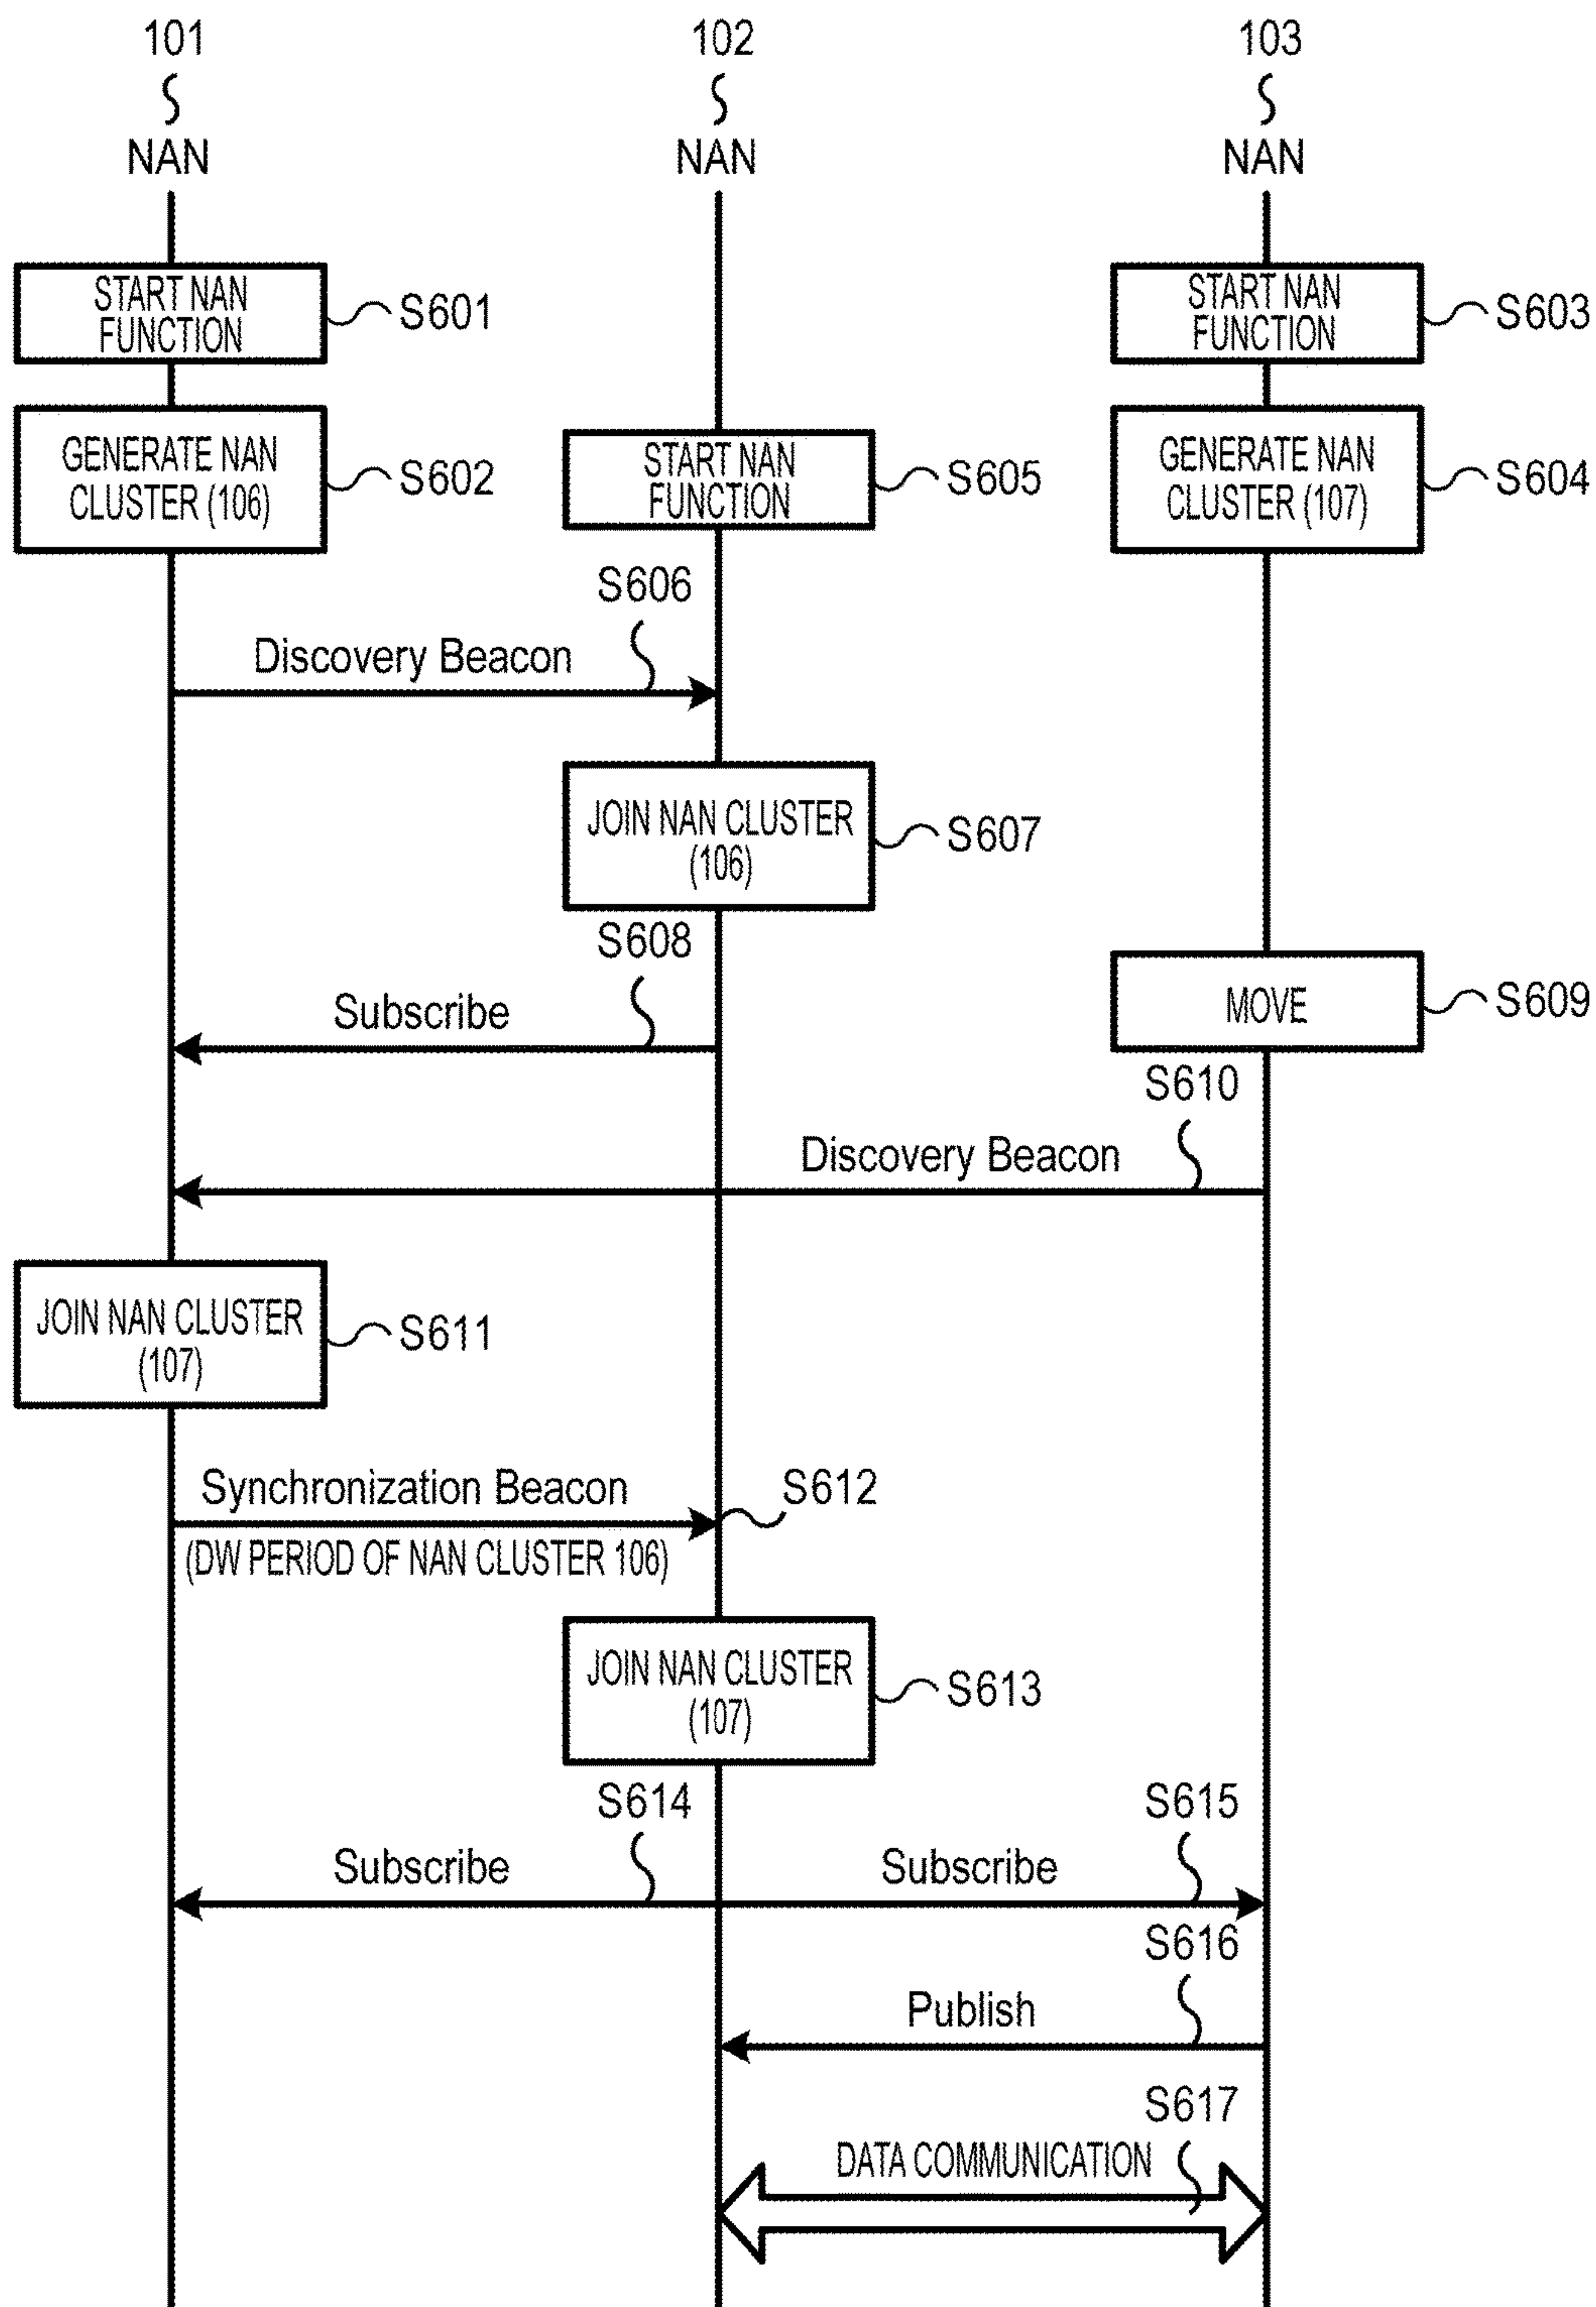 101
102
103
NAN
NAN
NAN
START NAN
FUNCTION
S601
START NAN
FUNCTION
S603
GENERATE NAN
CLUSTER (106)
S602
START NAN
FUNCTION
S605
GENERATE NAN
CLUSTER (107)
S604
S606
Discovery Beacon
JOIN NAN CLUSTER
(106)
S607
S608
Subscribe
MOVE
S609
S610
Discovery Beacon
JOIN NAN CLUSTER
(107)
S611
Synchronization Beacon
S612
(DW PERIOD OF NAN CLUSTER 106)
JOIN NAN CLUSTER
(107)
S613
S614
S615
Subscribe
Subscribe
S616
Publish
S617
DATA COMMUNICATION